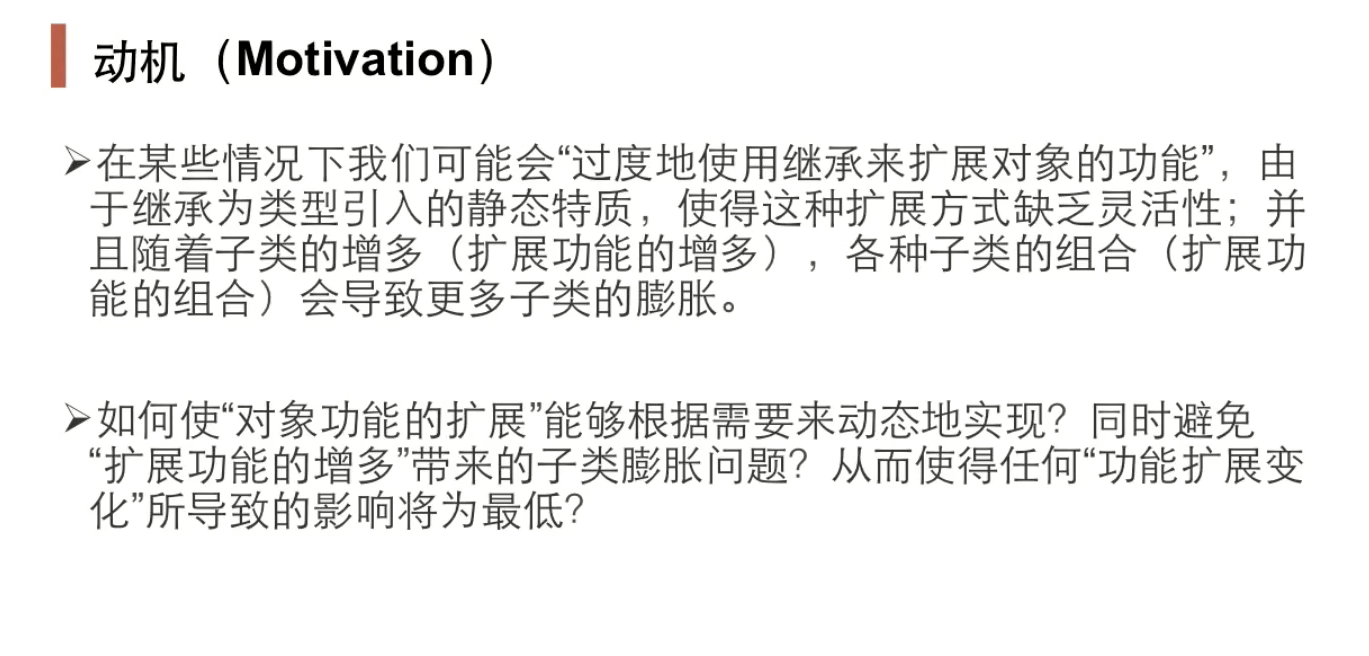 动机（Motivation）
➢在某些情况下我们可能会“过度地使用继承来扩展对象的功能”，由
于继承为类型引入的静态特质，使得这种扩展方式缺乏灵活性；并
且随着子类的增多（扩展功能的增多），各种子类的组合（扩展功
能的组合）会导致更多子类的膨胀。
➢如何使“对象功能的扩展”能够根据需要来动态地实现？同时避免
“扩展功能的增多”带来的子类膨胀问题？从而使得任何“功能扩展变
化”所导致的影响将为最低？